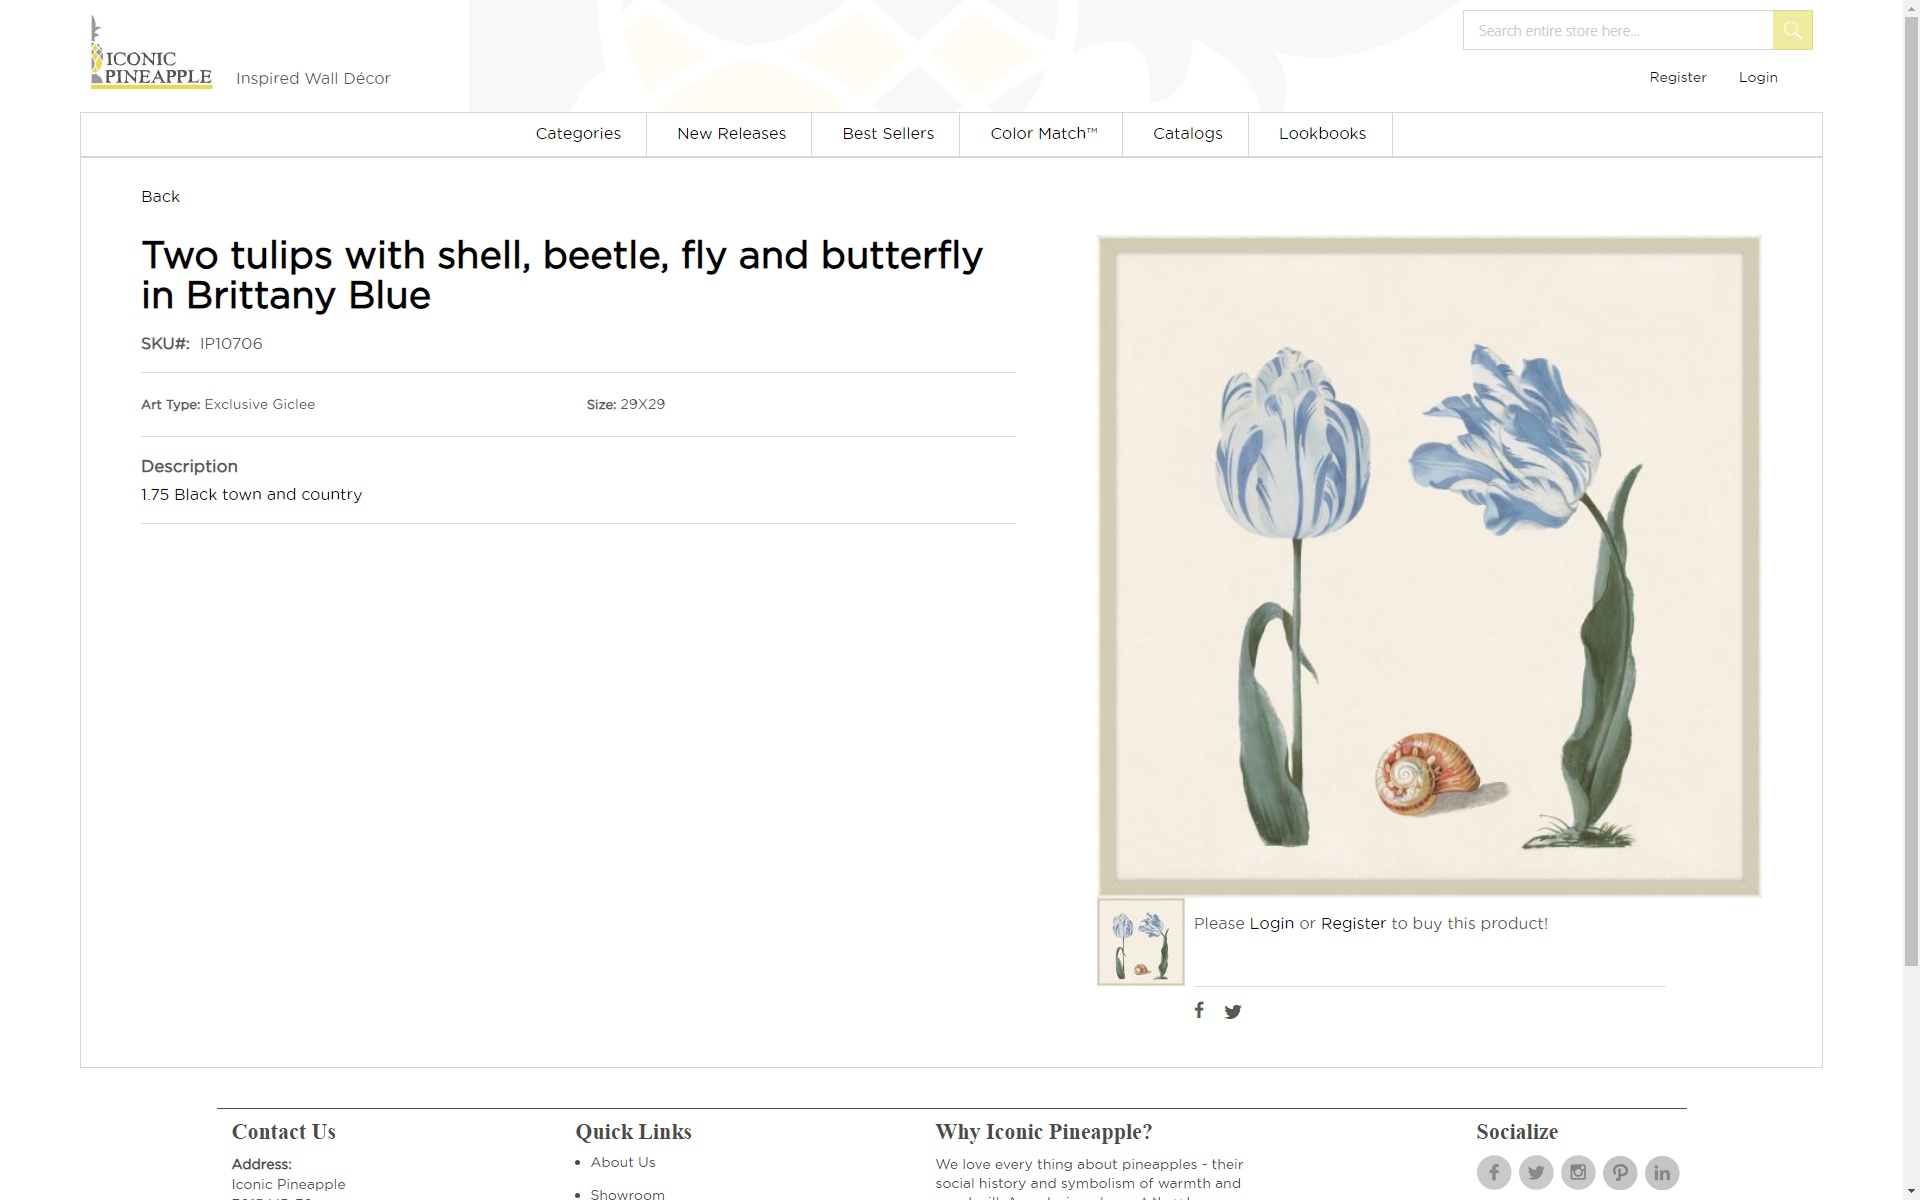 ICONIC
PINEAPPLE
Inspired Wall Décor
Search entire store here...
Register
Login
Categories
New Releases
Best Sellers
Color Match™
Catalogs
Lookbooks
Back
Two tulips with shell, beetle, fly and butterfly
in Brittany Blue
SKU#: IP10706
Art Type: Exclusive Giclee
Size: 29X29
Description
1.75 Black town and country
Please Login or Register to buy this product!
Contact Us
Address:
Iconic Pineapple
Quick Links
About Us
Showroom
Why Iconic Pineapple?
We love every thing about pineapples - their
social history and symbolism of warmth and
Socialize